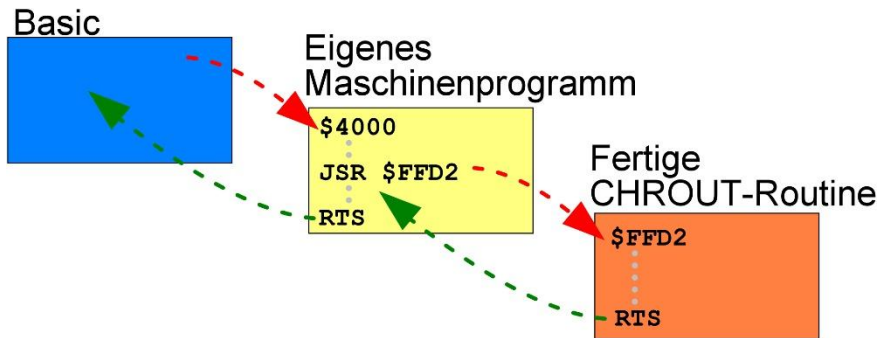 Basic
Eigenes
Maschinenprogramm
$4000
JSR $FFD2
RTS
Fertige
CHROUT-Routine
$FFD2
RTS